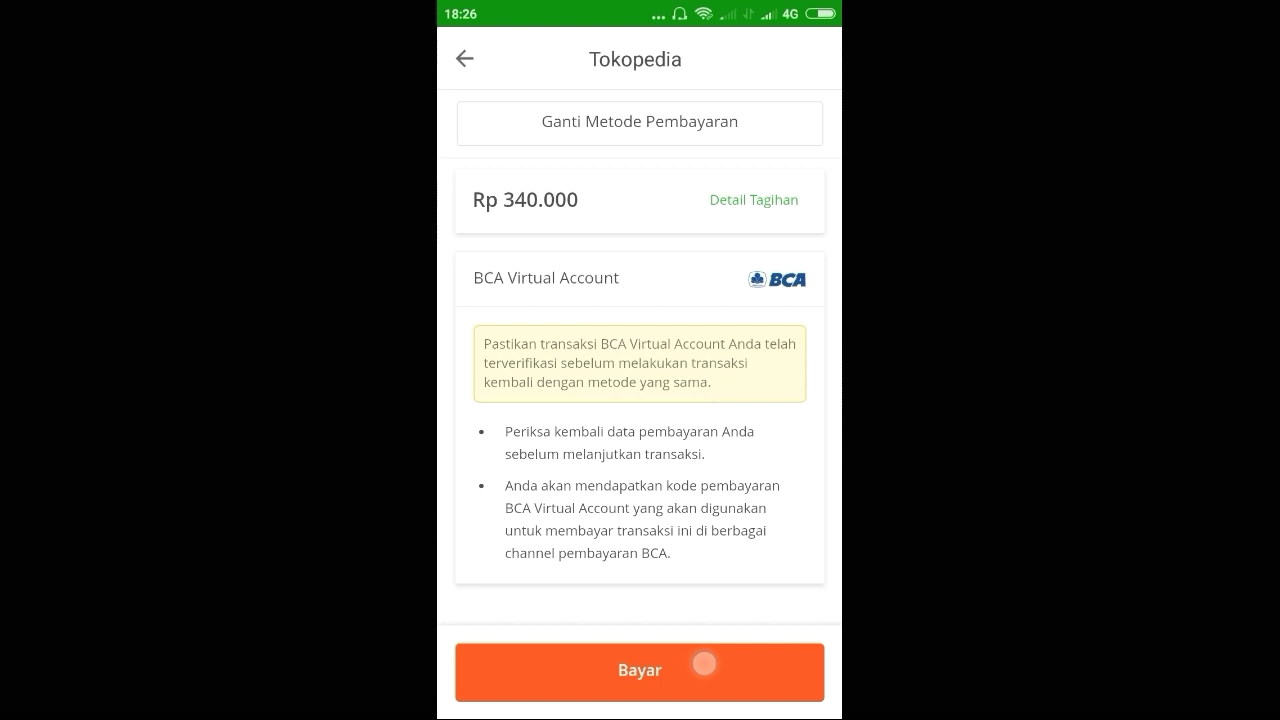 18:26
4G
Tokopedia
Ganti Metode Pembayaran
Rp 340.000
Detail Tagihan
BCA Virtual Account
BCA
Pastikan transaksi BCA Virtual Account Anda telah
terverifikasi sebelum melakukan transaksi
kembali dengan metode yang sama.
Periksa kembali data pembayaran Anda
sebelum melanjutkan transaksi.
Anda akan mendapatkan kode pembayaran
BCA Virtual Account yang akan digunakan
untuk membayar transaksi ini di berbagai
channel pembayaran BCA.
Bayar